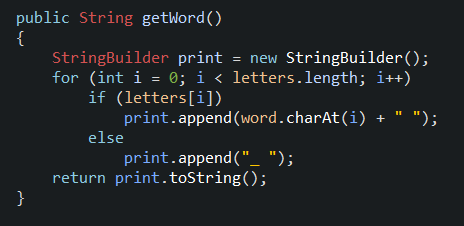 public String getWord()
{
    StringBuilder print = new StringBuilder();
    for (int i = 0; i < letters.length; i++)
        if (letters[i])
            print.append(word.charAt(i) + " ");
        else
            print.append("_ ");
    return print.toString();
}